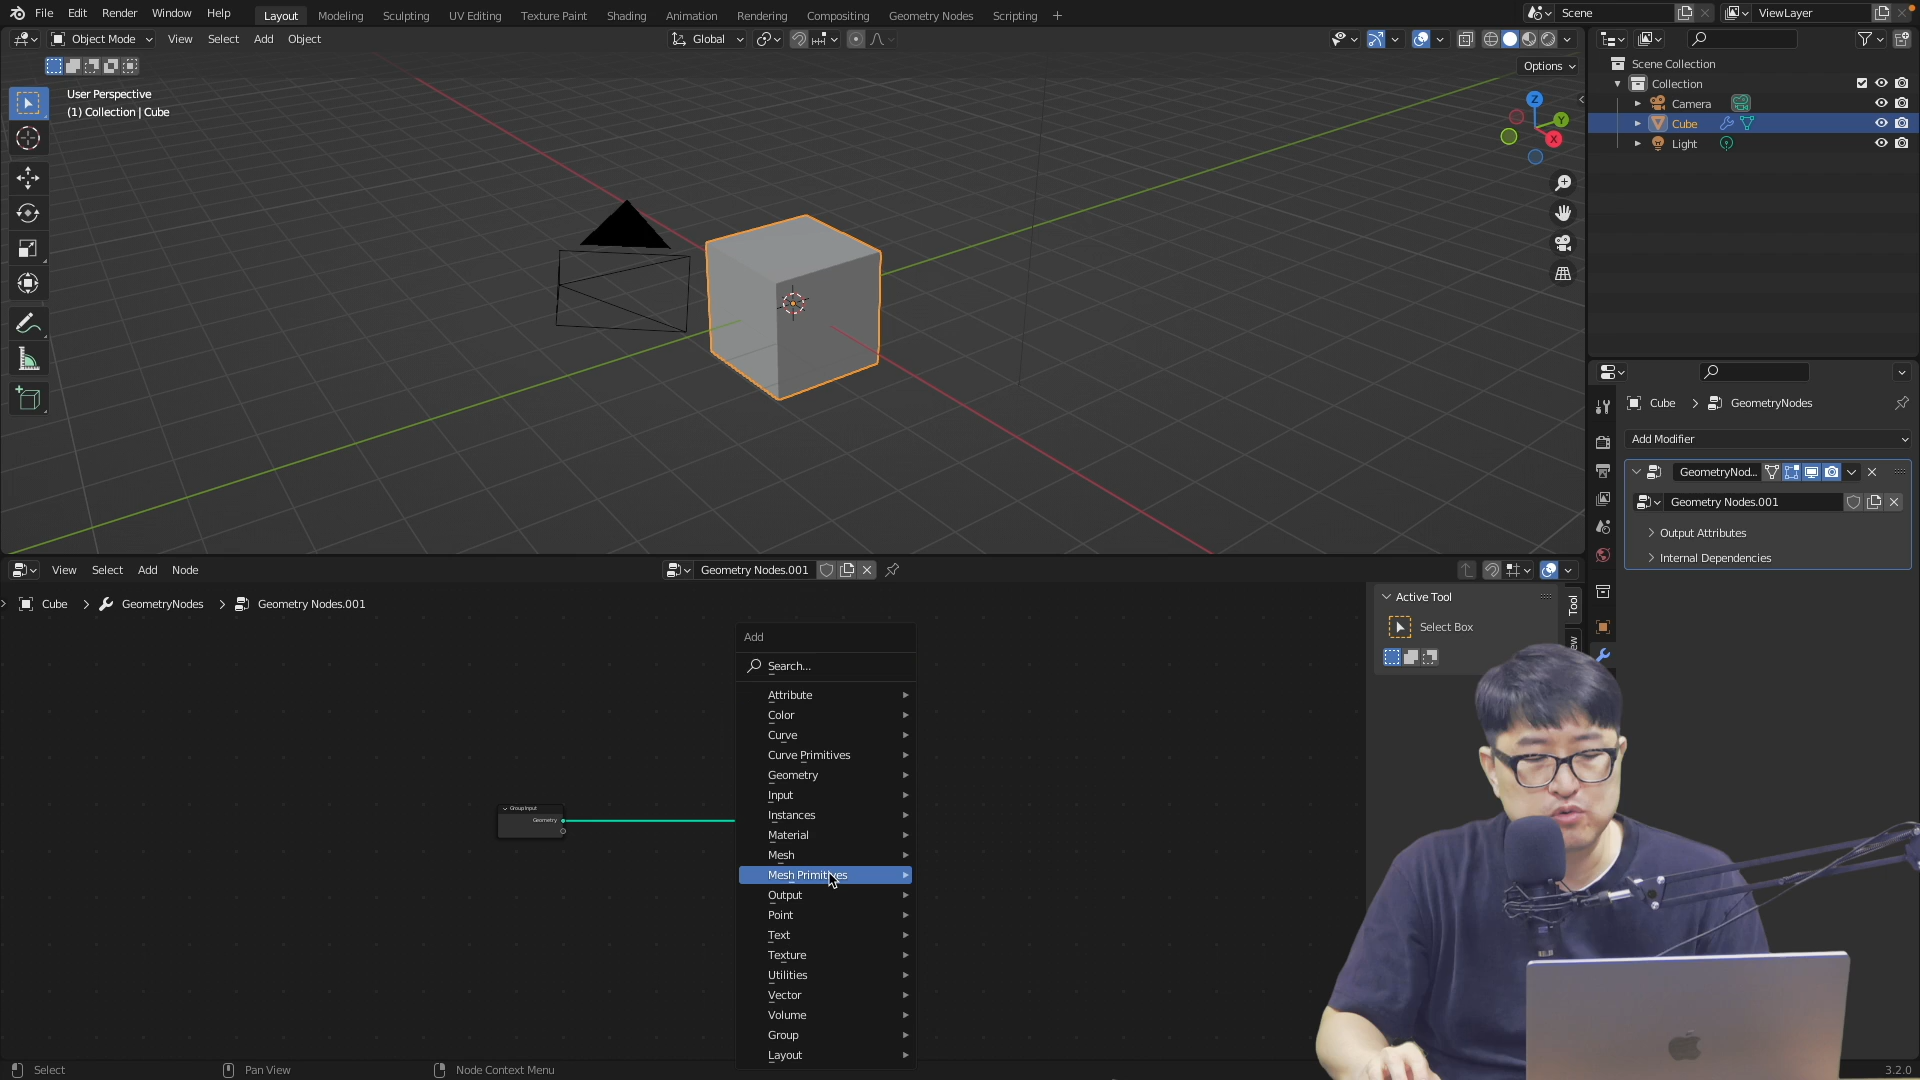 File Edit Render Window Help
Layout Modeling Sculpting UV Editing Texture Paint Shading Animation Rendering Compositing Geometry Nodes Scripting +
Scene
ViewLayer
Object Mode View Select Add Object
Global
Options
User Perspective
(1) Collection | Cube
Z
Y
X
Scene Collection
Collection
Camera
Cube
Light
Cube > GeometryNodes
Add Modifier
GeometryNod...
Geometry Nodes.001
Output Attributes
Internal Dependencies
View Select Add Node
Geometry Nodes.001
Cube > GeometryNodes > Geometry Nodes.001
Active Tool
Select Box
Tool
Group Input
Geometry
Add
Search...
Attribute
Color
Curve
Curve Primitives
Geometry
Input
Instances
Material
Mesh
Mesh Primitives
Output
Point
Text
Texture
Utilities
Vector
Volume
Group
Layout
Select
Pan View
Node Context Menu
3.2.0